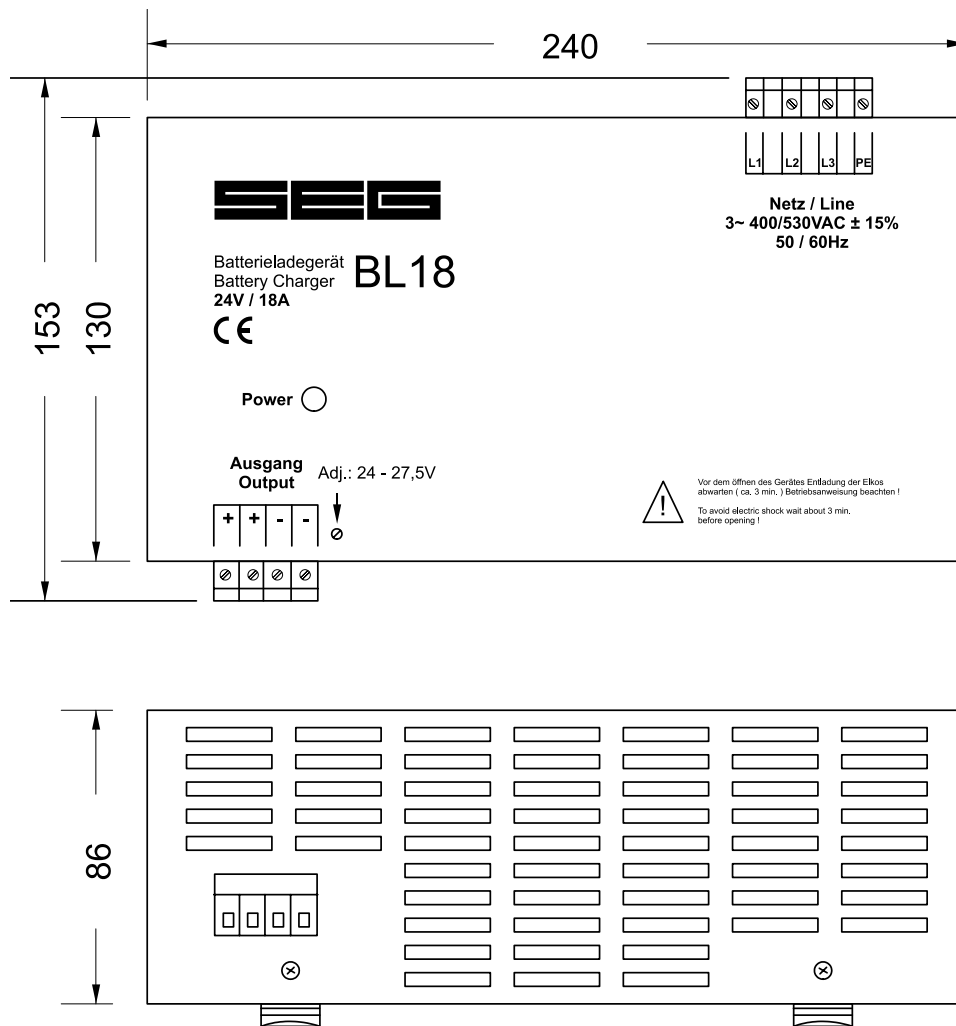 240
153
130
L1 L2 L3 PE
Netz / Line
3~ 400/530VAC ± 15%
50 / 60Hz
SEG
Batterieladegerät
Battery Charger
BL18
24V / 18A
CE
Power
Ausgang
Output
Adj.: 24 - 27,5V
+ + - -
!
Vor dem öffnen des Gerätes Entladung der Elkos
abwarten ( ca. 3 min. ) Betriebsanweisung beachten !
To avoid electric shock wait about 3 min.
before opening !
86